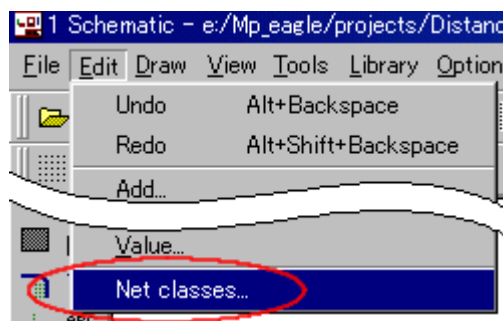 1 Schematic - e:/Mp_eagle/projects/Distanc
File Edit Draw View Tools Library Option
Undo Alt+Backspace
Redo Alt+Shift+Backspace
Add...
Value...
Net classes...